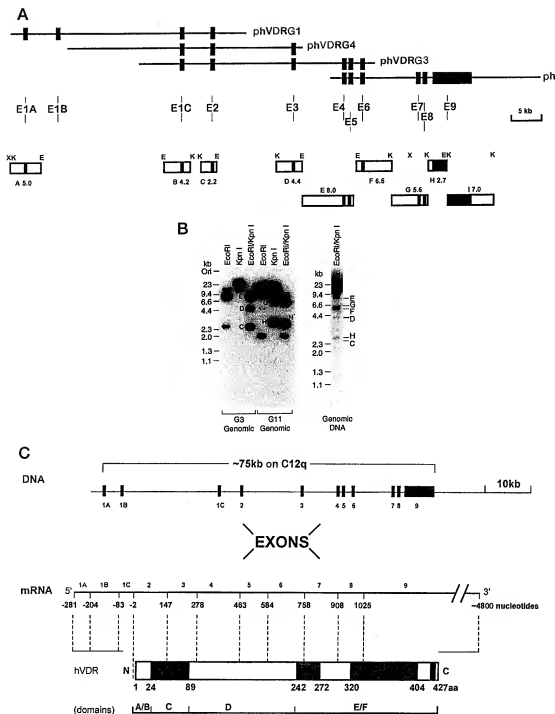 A
phVDRG1
phVDRG4
phVDRG3
ph
E1A E1B E1C E2 E3 E4 E5 E6 E7 E8 E9
5 kb
XK E E K K E K E E K X K EK K
A 5.0 B 4.2 C 2.2 D 4.4 F 6.5 H 2.7
E 8.0 G 5.6 I 7.0
B
EcoRI Kpn I EcoRI/Kpn I EcoRI Kpn I EcoRI/Kpn I
EcoRI/Kpn I
kb
Ori
23
9.4
6.6
4.4
2.3
2.0
1.3
1.1
E
D
C
G
H
H
kb
23
9.4
6.6
4.4
2.3
2.0
1.3
1.1
E
F
G
D
H
C
G3 Genomic
G11 Genomic
Genomic DNA
C
~75kb on C12q
DNA
10kb
1A 1B 1C 2 3 4 5 6 7 8 9
EXONS
1A 1B 1C 2 3 4 5 6 7 8 9
mRNA 5' 3'
-281 -204 -83 -2 147 278 463 584 758 908 1025 ~4800 nucleotides
hVDR N C
1 24 89 242 272 320 404 427aa
(domains) A/B C D E/F